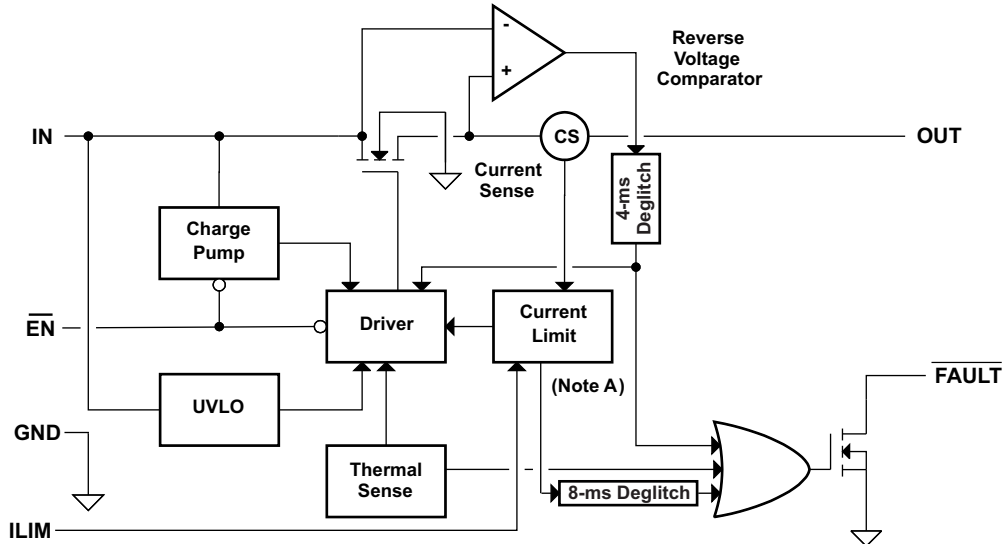 -
+
Reverse
Voltage
Comparator
IN
CS
OUT
Current
Sense
4-ms
Deglitch
Charge
Pump
EN
Driver
Current
Limit
(Note A)
FAULT
UVLO
GND
Thermal
Sense
8-ms Deglitch
ILIM